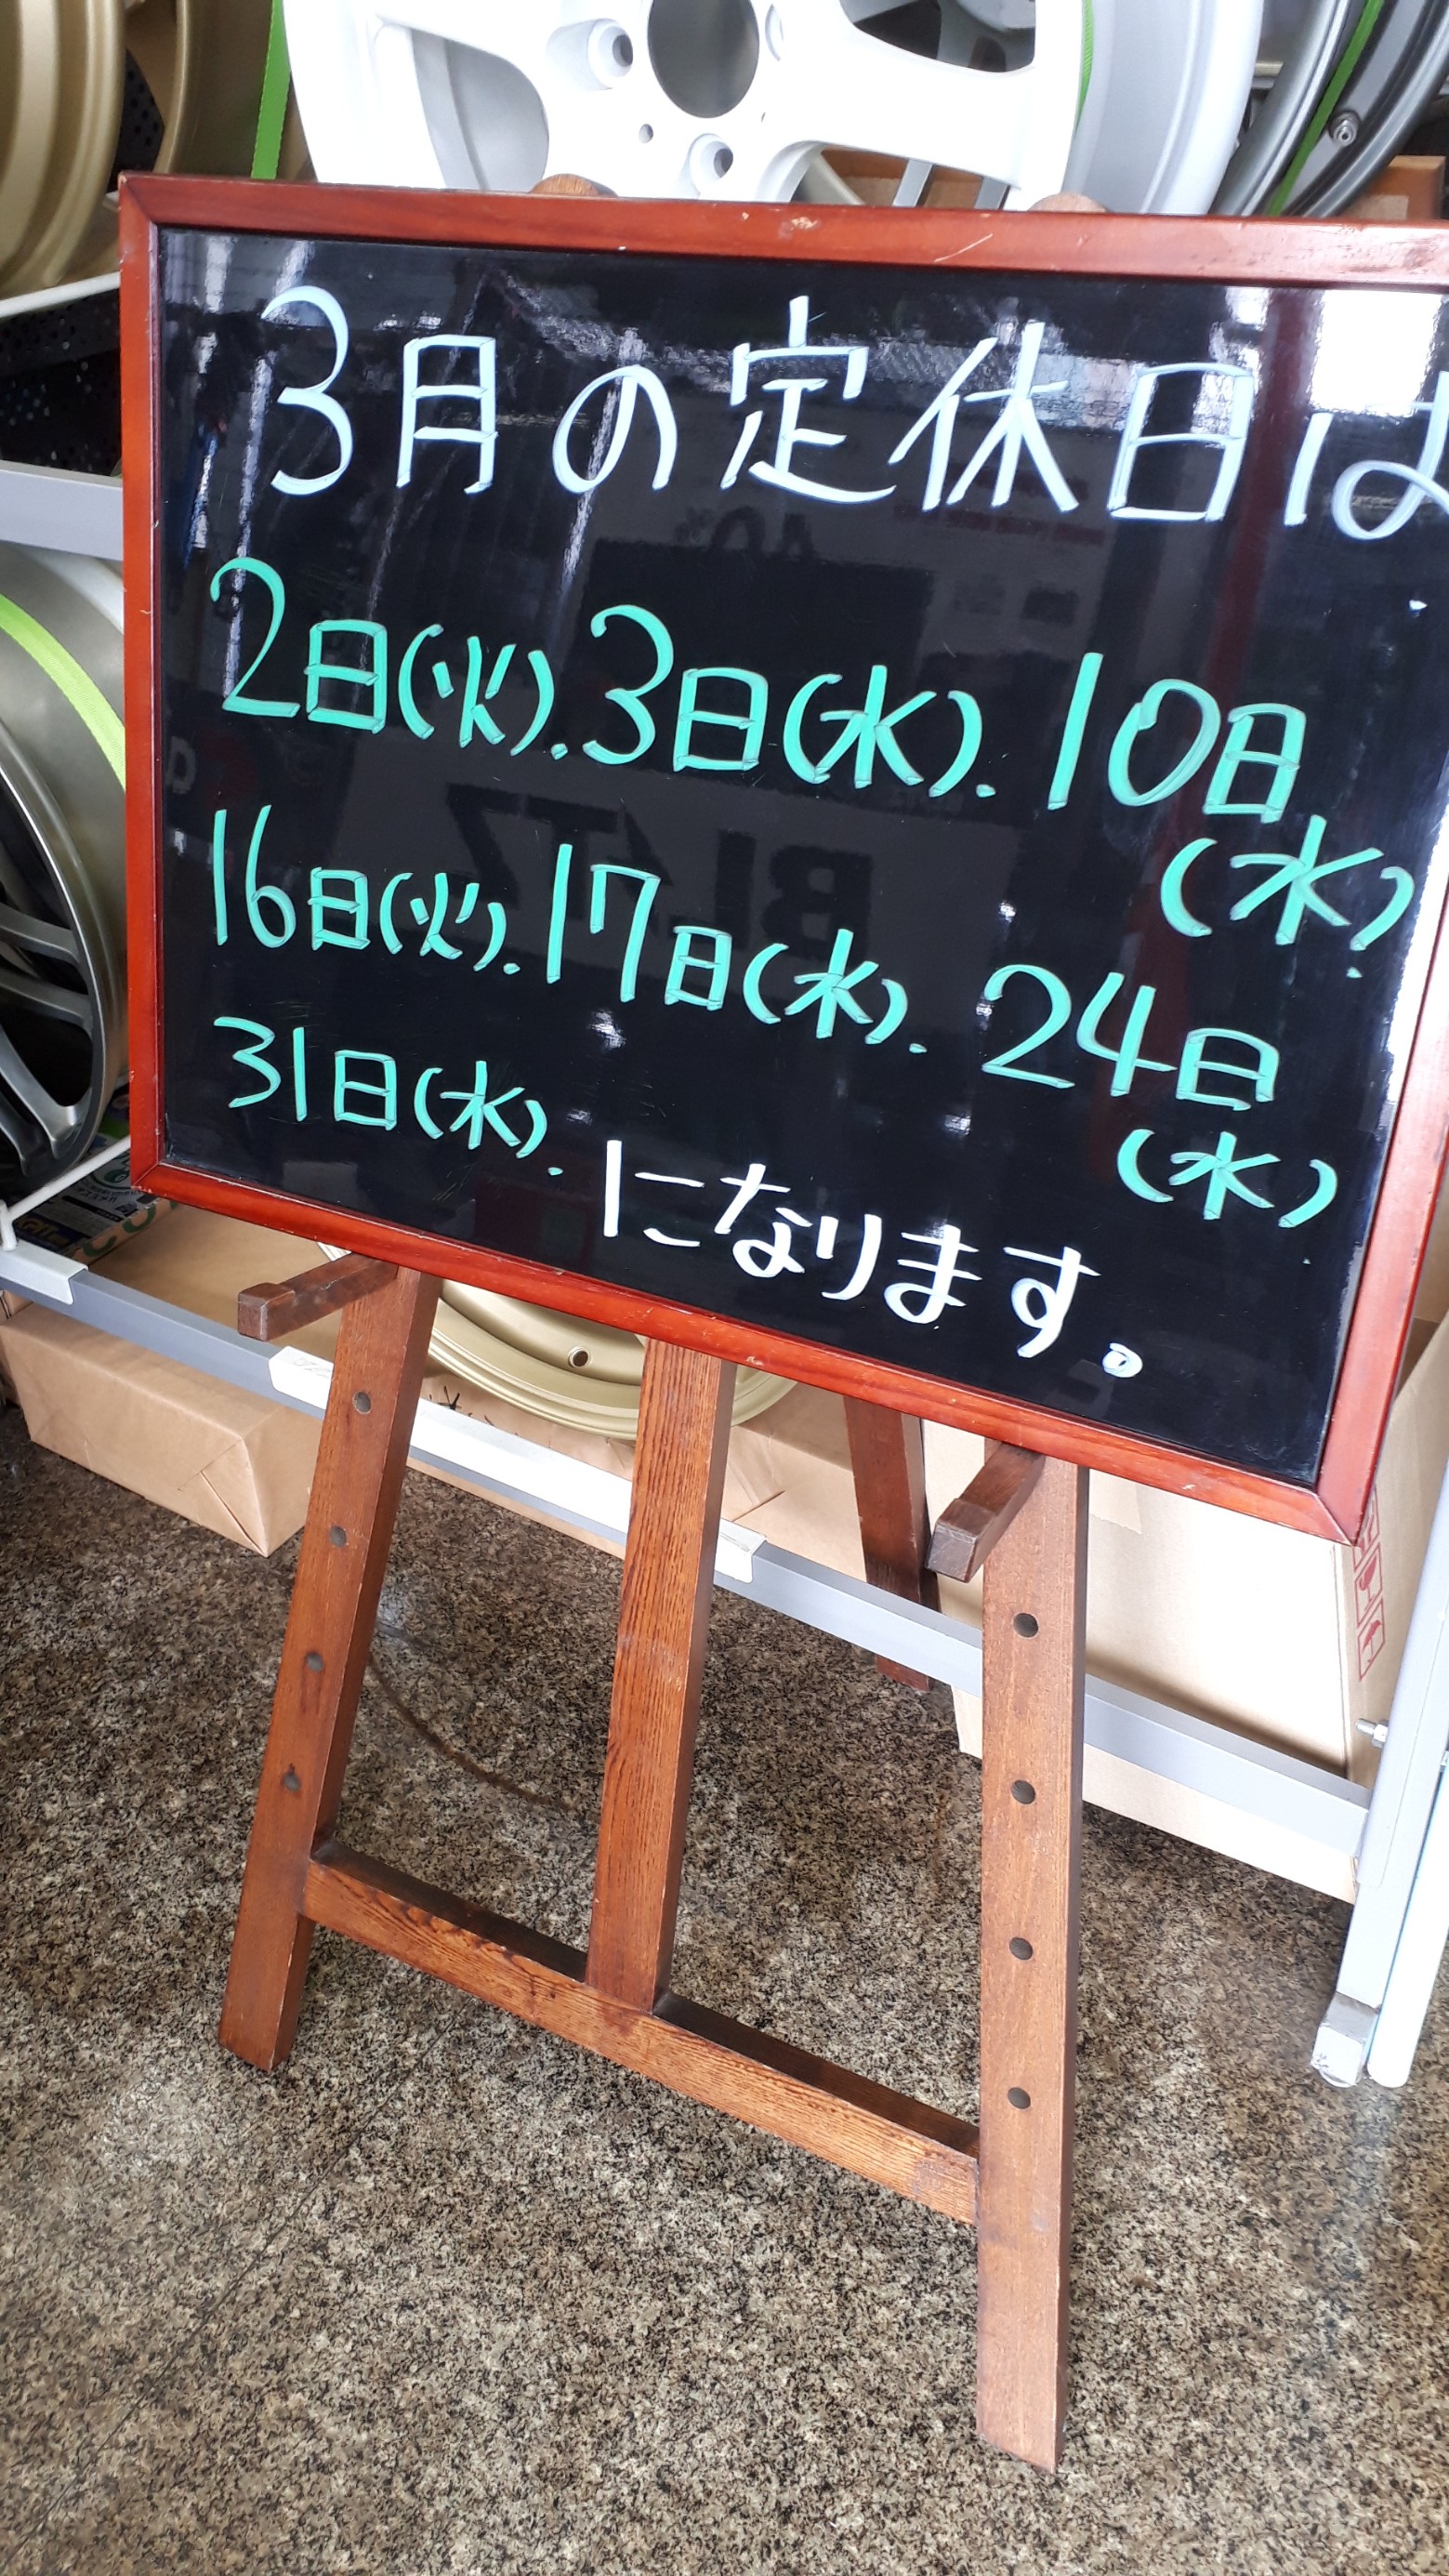 3月の定休日は
2日(火).3日(水).10日
(水).
16日(火).17日(水).24日
(水)
31日(水).
になります。